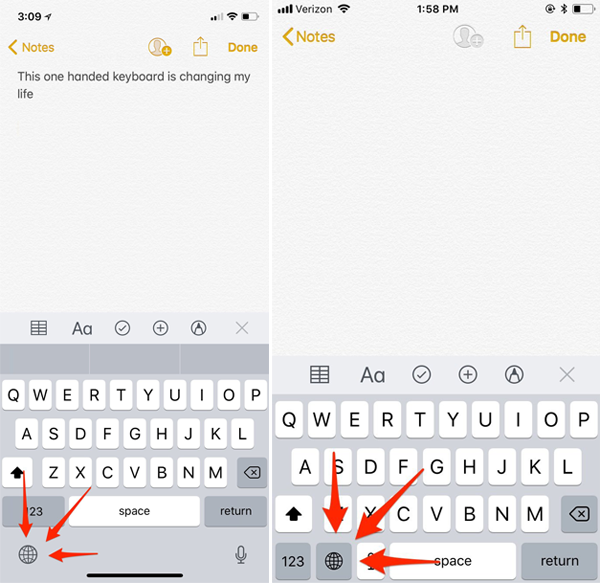 3:09
Notes
Done
This one handed keyboard is changing my
life
Aa
Q W E R T Y U I O P
A S D F G H J K L
Z X C V B N M
123 space return
Verizon 1:58 PM
Notes
Done
Aa
Q W E R T Y U I O P
A S D F G H J K L
X C V B N M
123 space return